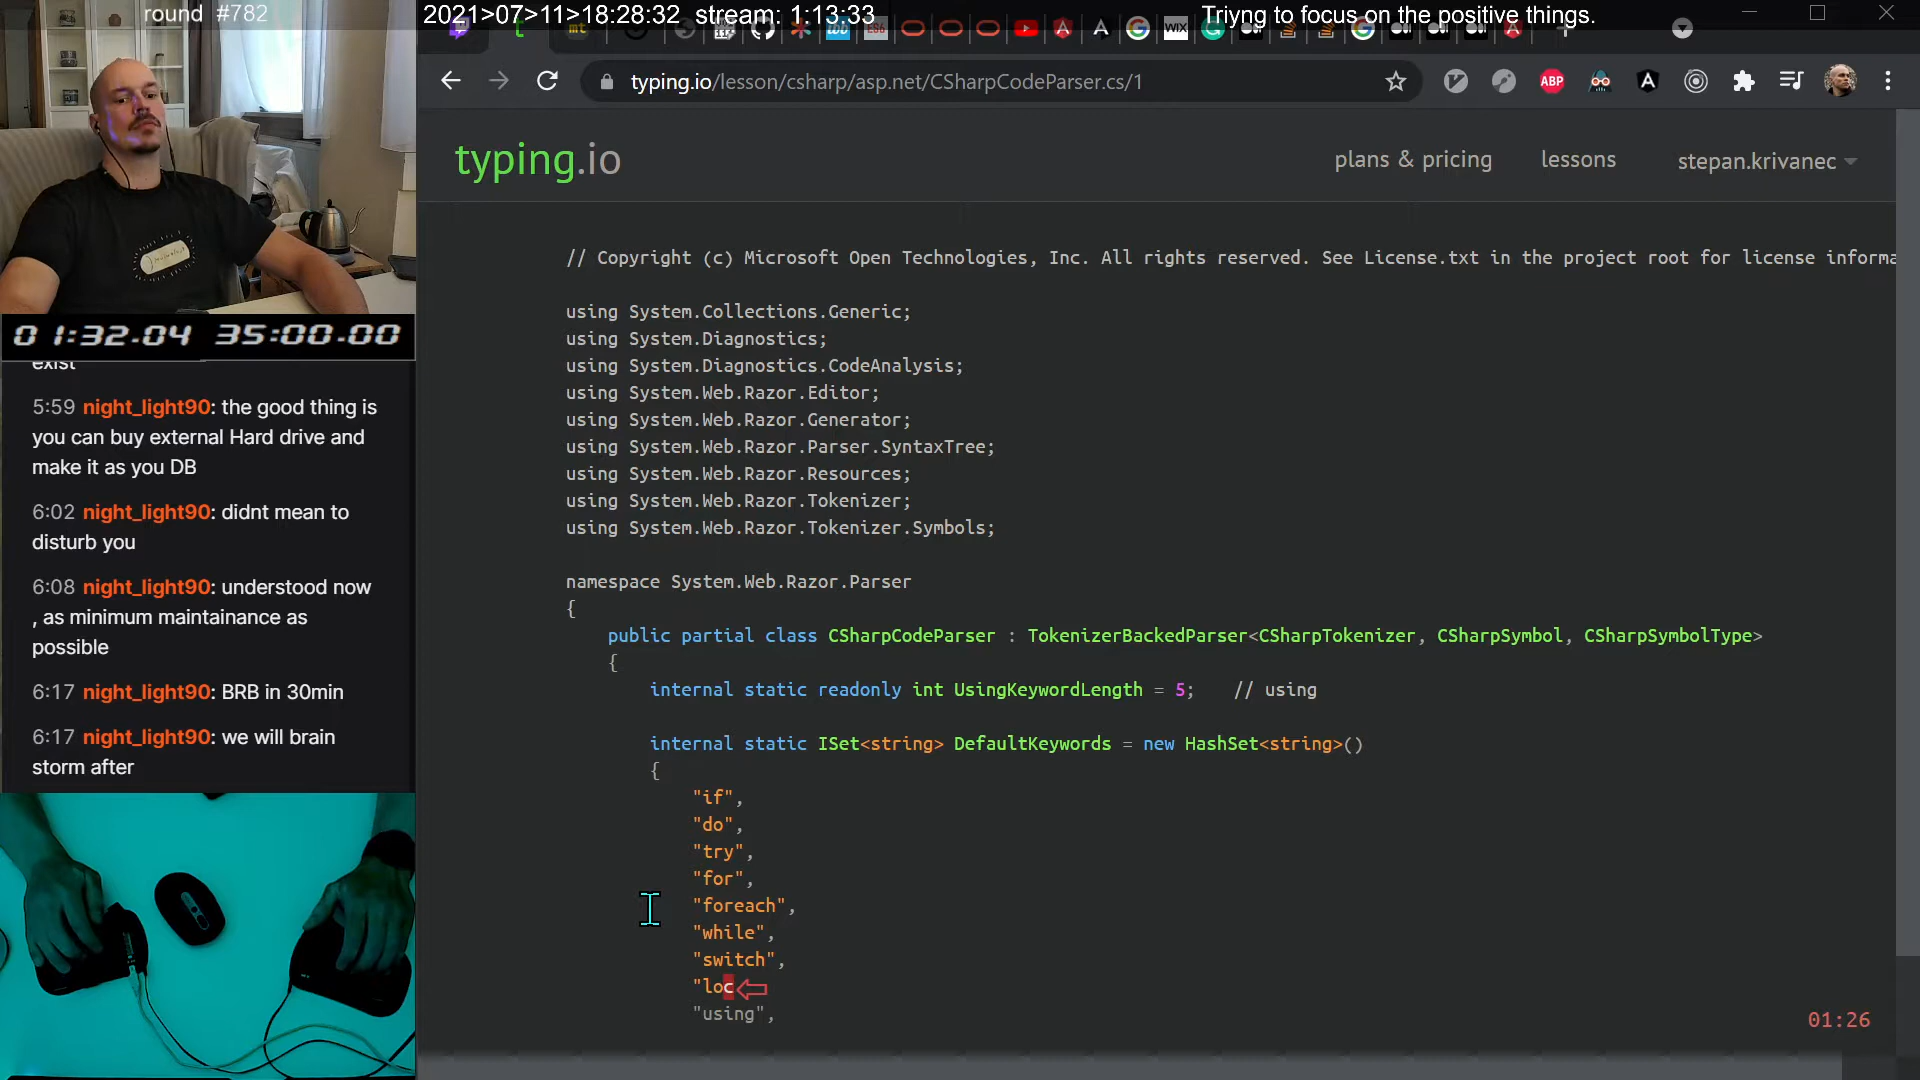 round #782
2021>07>11>18:28:32 stream: 1:13:33
Triyng to focus on the positive things.
typing.io/lesson/csharp/asp.net/CSharpCodeParser.cs/1
typing.io
plans & pricing
lessons
stepan.krivanec
01:32.04 35:00.00
exist
5:59 night_light90: the good thing is
you can buy external Hard drive and
make it as you DB
6:02 night_light90: didnt mean to
disturb you
6:08 night_light90: understood now
, as minimum maintainance as
possible
6:17 night_light90: BRB in 30min
6:17 night_light90: we will brain
storm after
// Copyright (c) Microsoft Open Technologies, Inc. All rights reserved. See License.txt in the project root for license informa
using System.Collections.Generic;
using System.Diagnostics;
using System.Diagnostics.CodeAnalysis;
using System.Web.Razor.Editor;
using System.Web.Razor.Generator;
using System.Web.Razor.Parser.SyntaxTree;
using System.Web.Razor.Resources;
using System.Web.Razor.Tokenizer;
using System.Web.Razor.Tokenizer.Symbols;
namespace System.Web.Razor.Parser
{
public partial class CSharpCodeParser : TokenizerBackedParser<CSharpTokenizer, CSharpSymbol, CSharpSymbolType>
{
internal static readonly int UsingKeywordLength = 5; // using
internal static ISet<string> DefaultKeywords = new HashSet<string>()
{
"if",
"do",
"try",
"for",
"foreach",
"while",
"switch",
"loc
"using",
01:26